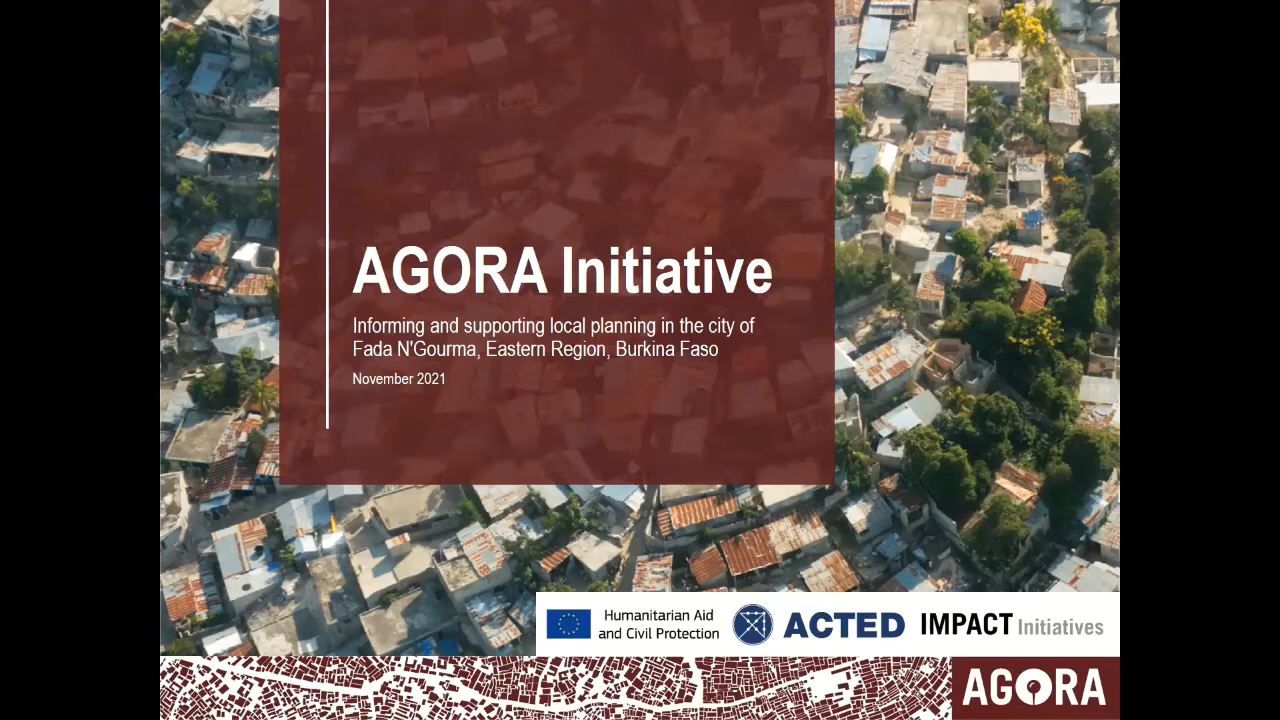 AGORA Initiative
Informing and supporting local planning in the city of
Fada N'Gourma, Eastern Region, Burkina Faso
November 2021
Humanitarian Aid
and Civil Protection
ACTED
IMPACT Initiatives
AGORA